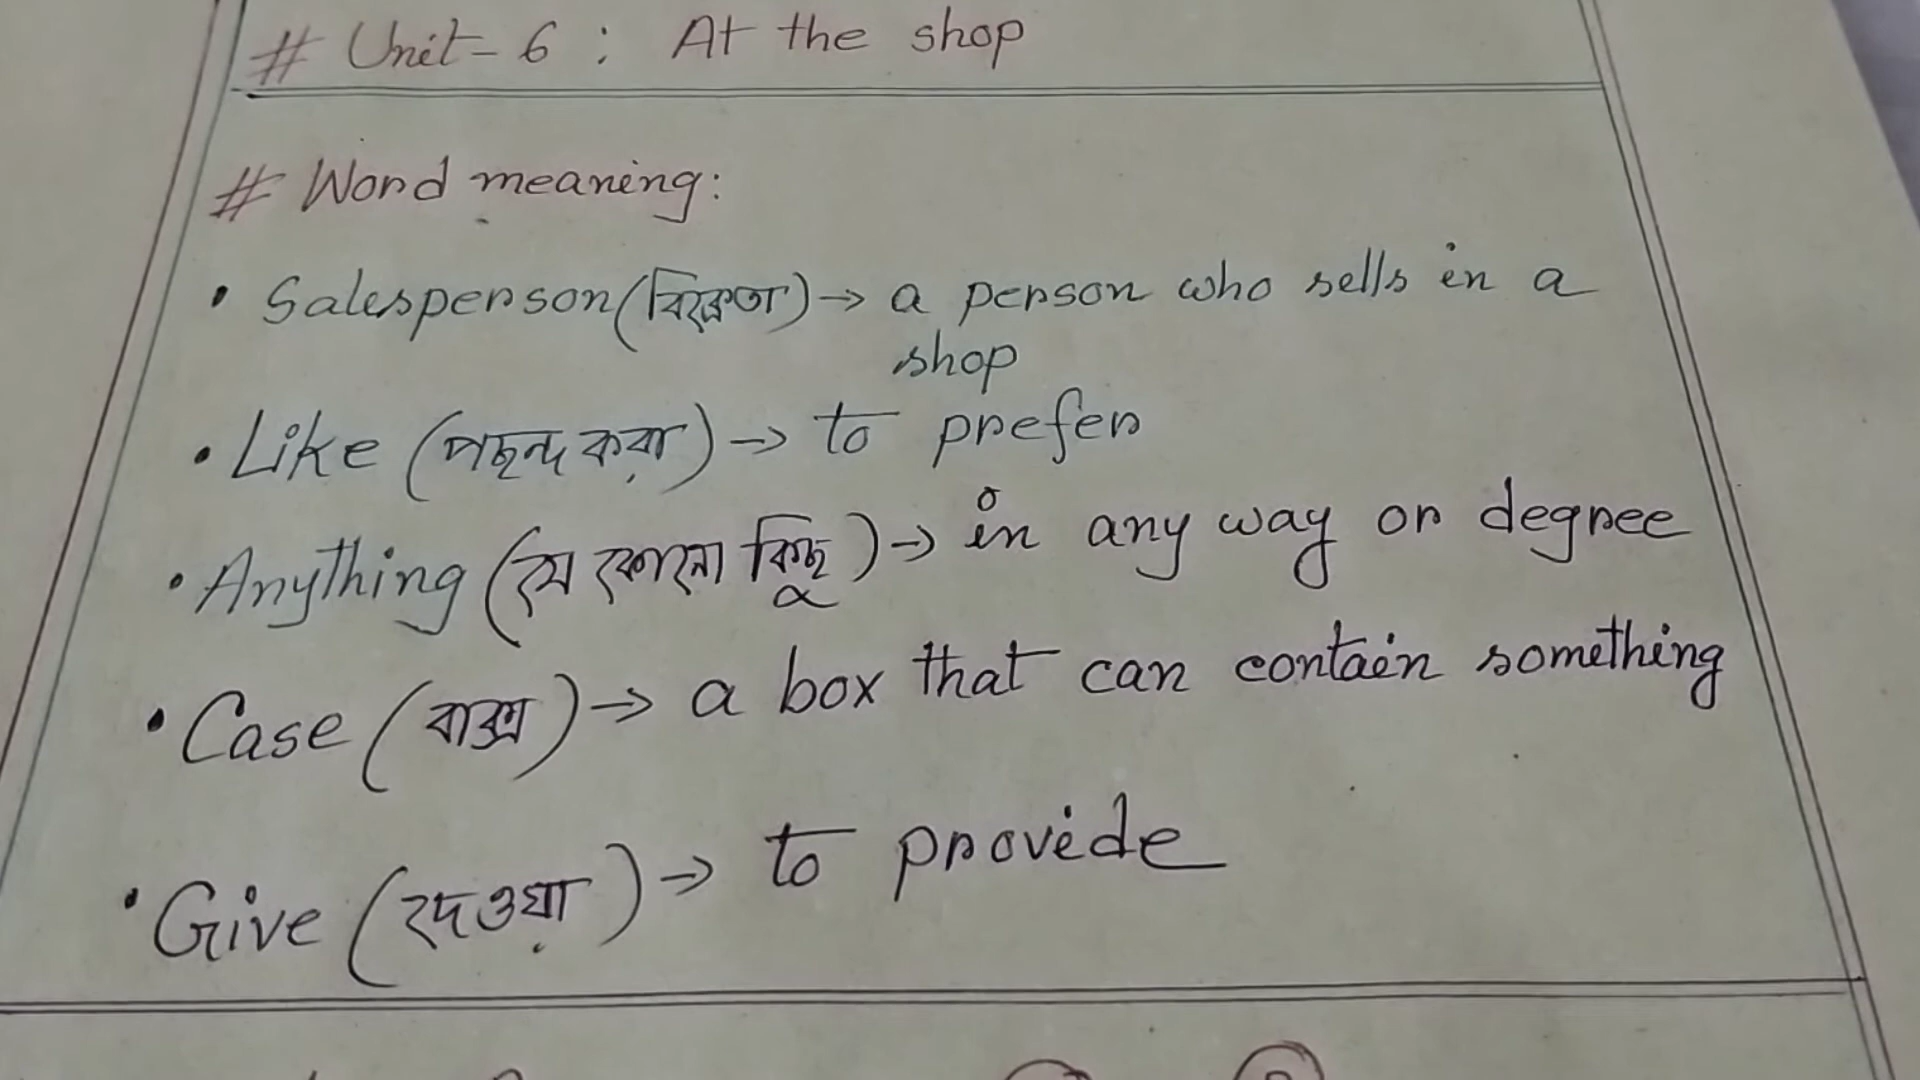 # Unit- 6 : At the shop
# Word meaning:
• Salesperson (বিক্রেতা) → a person who sells in a
shop
• Like (পছন্দ করা) → to prefer
• Anything (যে কোনো কিছু) → in any way or degree
• Case (বাক্স) → a box that can contain something
• Give (দেওয়া) → to provide